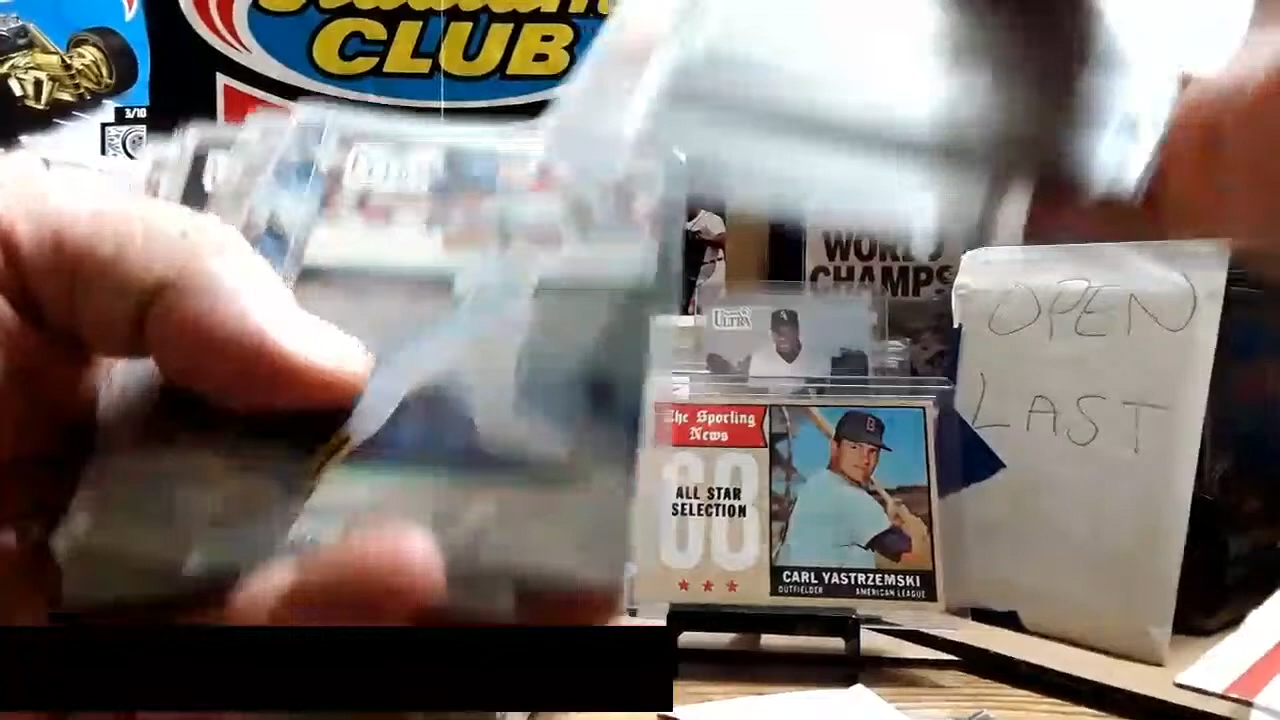 CLUB
3/10
WORLD
CHAMPS
ULTRA
OPEN
LAST
The Sporting
News
68
ALL STAR
SELECTION
CARL YASTRZEMSKI
OUTFIELDER AMERICAN LEAGUE
B